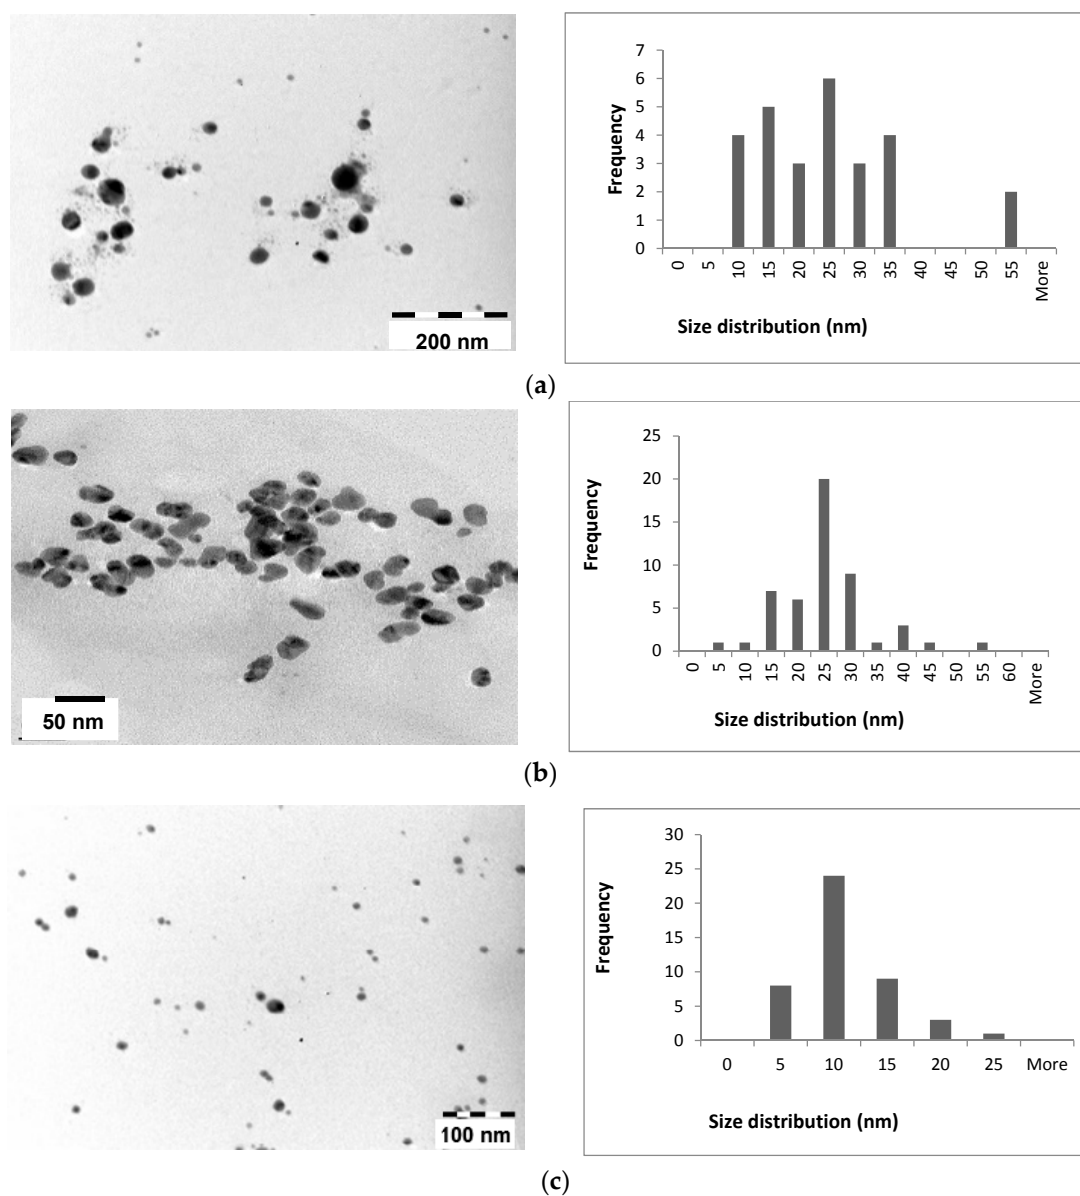 7
6
5
4
3
2
1
0
Frequency
0 5 10 15 20 25 30 35 40 45 50 55 More
Size distribution (nm)
200 nm
(a)
25
20
15
10
5
0
Frequency
0 5 10 15 20 25 30 35 40 45 50 55 60 More
Size distribution (nm)
50 nm
(b)
30
25
20
15
10
5
0
Frequency
0 5 10 15 20 25 More
Size distribution (nm)
100 nm
(c)